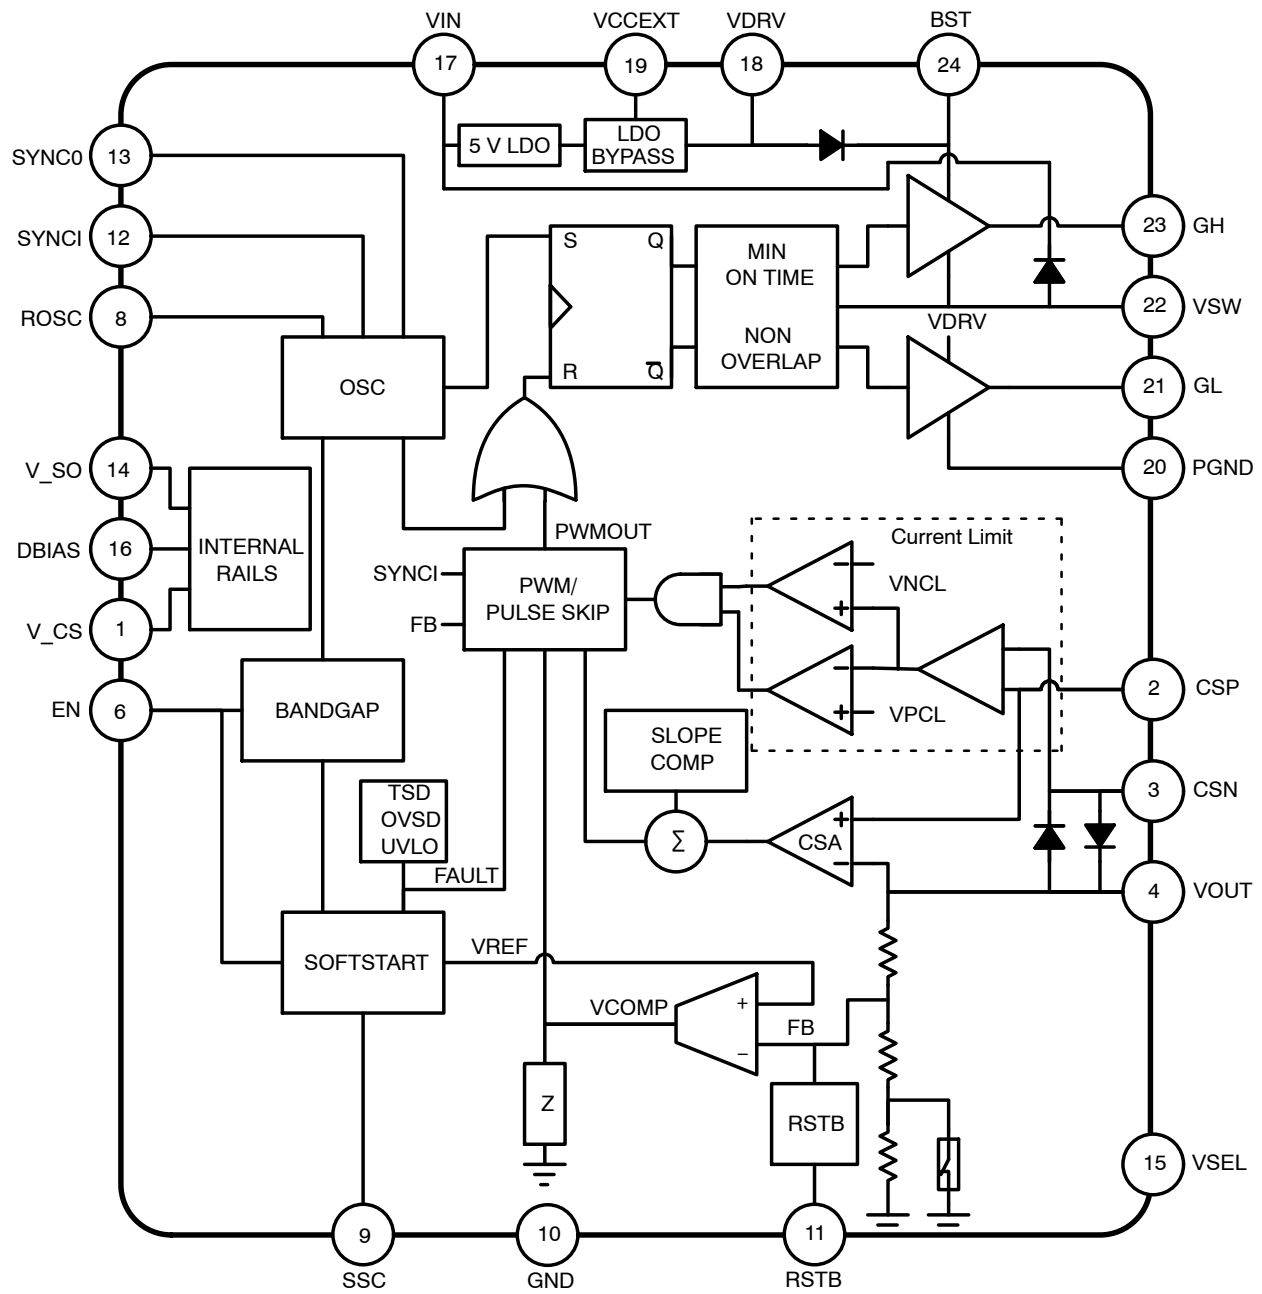 VIN
VCCEXT
VDRV
BST
17
19
18
24
SYNC0
13
5 V LDO
LDO
BYPASS
SYNCI
12
S
Q
MIN
ON TIME
23
GH
ROSC
8
22
VSW
VDRV
NON
OVERLAP
R
Q̅
OSC
21
GL
V_SO
14
20
PGND
DBIAS
16
INTERNAL
RAILS
PWMOUT
Current Limit
SYNCI
PWM/
PULSE SKIP
FB
− VNCL
+
V_CS
1
−
+ VPCL
2
CSP
EN
6
BANDGAP
SLOPE
COMP
TSD
OVSD
UVLO
3
CSN
Σ
CSA
+
−
FAULT
4
VOUT
SOFTSTART
VREF
VCOMP
+
−
FB
Z
RSTB
15
VSEL
9
10
11
SSC
GND
RSTB